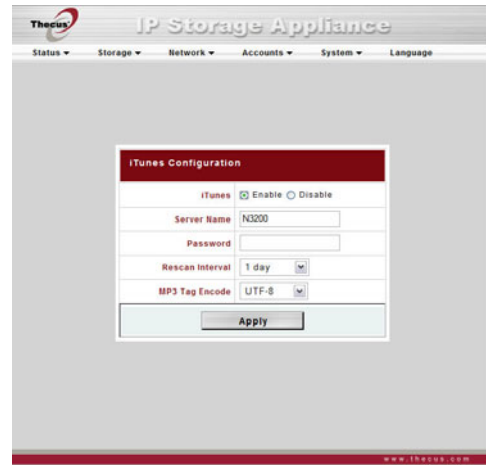 Thecus
IP Storage Appliance
Status Storage Network Accounts System Language
iTunes Configuration
iTunes Enable Disable
Server Name N3200
Password
Rescan Interval 1 day
MP3 Tag Encode UTF-8
Apply
www.thecus.com